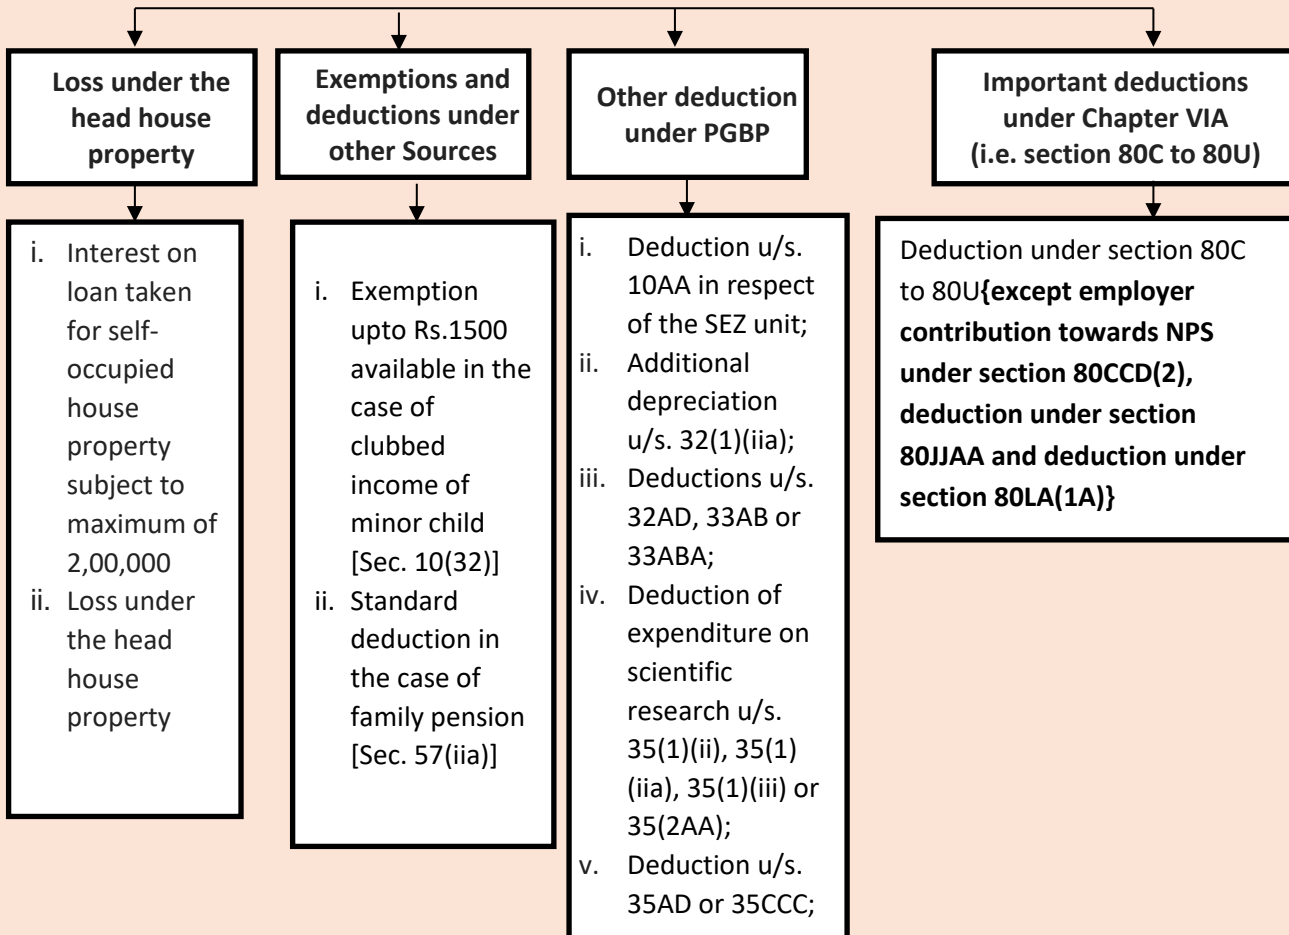 Loss under the
head house
property
Exemptions and
deductions under
other Sources
Other deduction
under PGBP
Important deductions
under Chapter VIA
(i.e. section 80C to 80U)
i. Interest on
loan taken
for self-
occupied
house
property
subject to
maximum of
2,00,000
ii. Loss under
the head
house
property
i. Exemption
upto Rs.1500
available in the
case of
clubbed
income of
minor child
[Sec. 10(32)]
ii. Standard
deduction in
the case of
family pension
[Sec. 57(iia)]
i. Deduction u/s.
10AA in respect
of the SEZ unit;
ii. Additional
depreciation
u/s. 32(1)(iia);
iii. Deductions u/s.
32AD, 33AB or
33ABA;
iv. Deduction of
expenditure on
scientific
research u/s.
35(1)(ii), 35(1)
(iia), 35(1)(iii) or
35(2AA);
v. Deduction u/s.
35AD or 35CCC;
Deduction under section 80C
to 80U{except employer
contribution towards NPS
under section 80CCD(2),
deduction under section
80JJAA and deduction under
section 80LA(1A)}